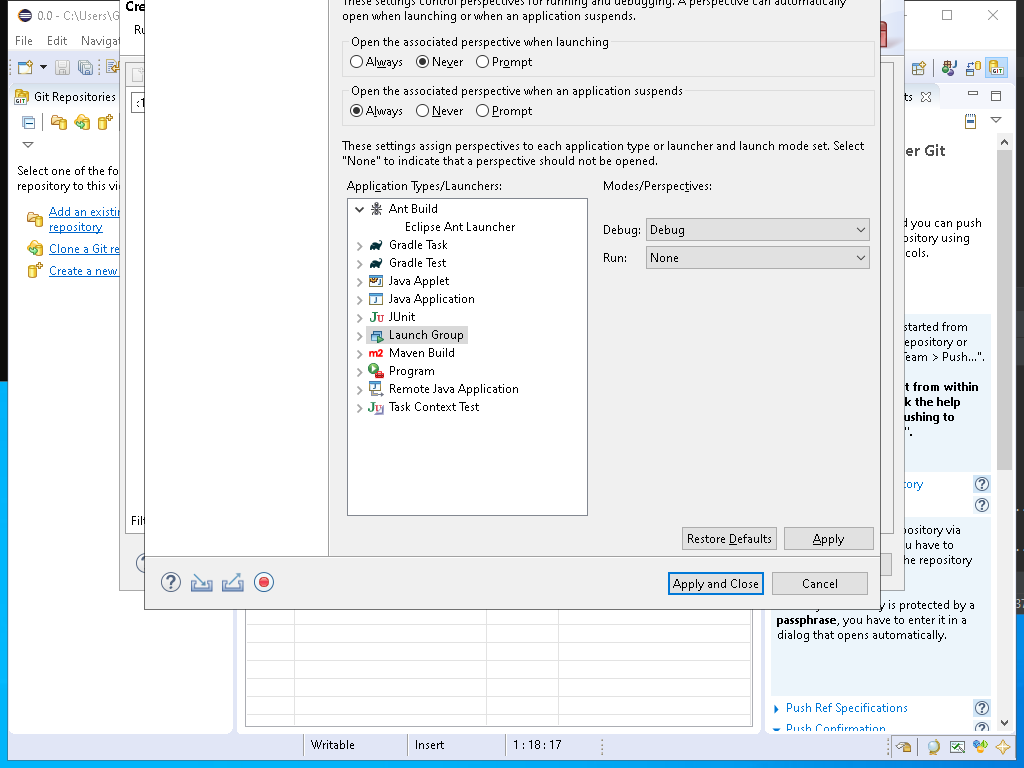 0.0 - C:\Users\G
File Edit Naviga
Git Repositories
Select one of the fo
repository to this vi
Add an existin
repository
Clone a Git re
Create a new
Cre
Ru
:1
Filt
These settings control perspectives for running and debugging. A perspective can automatically
open when launching or when an application suspends.
Open the associated perspective when launching
Always Never Prompt
Open the associated perspective when an application suspends
Always Never Prompt
These settings assign perspectives to each application type or launcher and launch mode set. Select
"None" to indicate that a perspective should not be opened.
Application Types/Launchers:
Modes/Perspectives:
Ant Build
Eclipse Ant Launcher
Gradle Task
Gradle Test
Java Applet
Java Application
JUnit
Launch Group
Maven Build
Program
Remote Java Application
Task Context Test
Debug: Debug
Run: None
Restore Defaults
Apply
Apply and Close
Cancel
ts
er Git
d you can push
ository using
cols.
started from
epository or
Team > Push...".
t from within
k the help
ushing to
".
ory
pository via
u have to
he repository
y is protected by a
passphrase, you have to enter it in a
dialog that opens automatically.
Push Ref Specifications
Push Confirmation
Writable
Insert
1 : 18 : 17